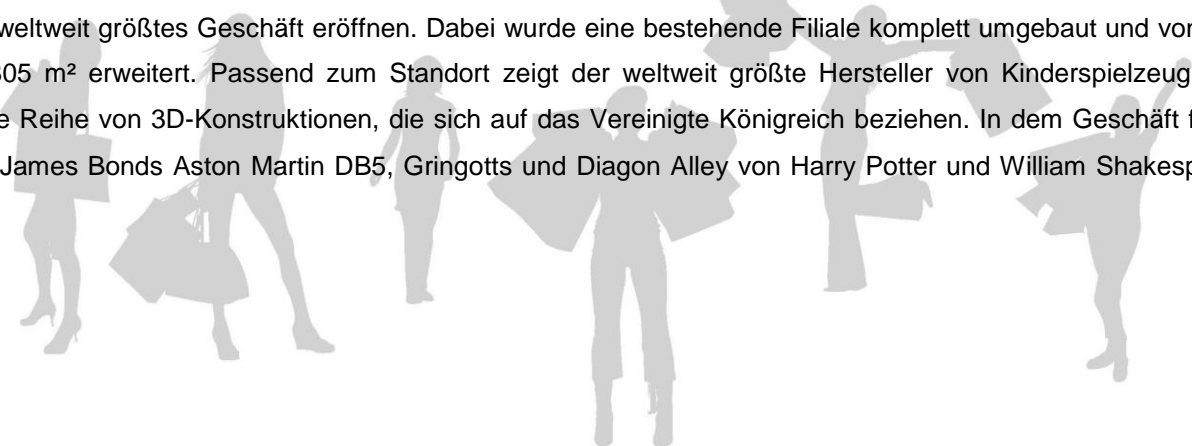 weltweit größtes Geschäft eröffnen. Dabei wurde eine bestehende Filiale komplett umgebaut und
m² erweitert. Passend zum Standort zeigt der weltweit größte Hersteller von Kinderspielzeug
Reihe von 3D-Konstruktionen, die sich auf das Vereinigte Königreich beziehen. In dem Geschäft
James Bonds Aston Martin DB5, Gringotts und Diagon Alley von Harry Potter und William